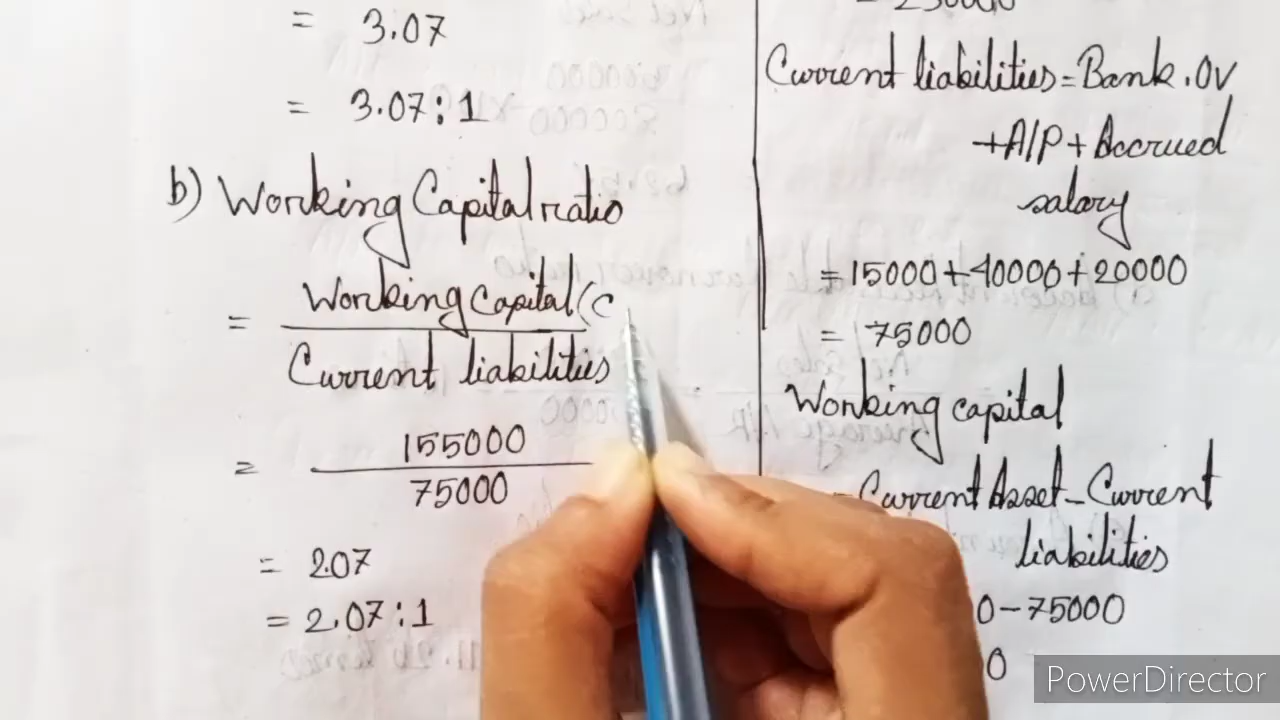 = 3.07
= 3.07:1
b) Working Capital ratio
= Working capital (c
Current liabilities
= 155000
75000
= 2.07
= 2.07:1
Current liabilities = Bank.OV
+ A/P + Accrued
salary
= 15000 + 40000 + 20000
= 75000
Working capital
= Current Asset - Current
liabilities
0 - 75000
0
PowerDirector